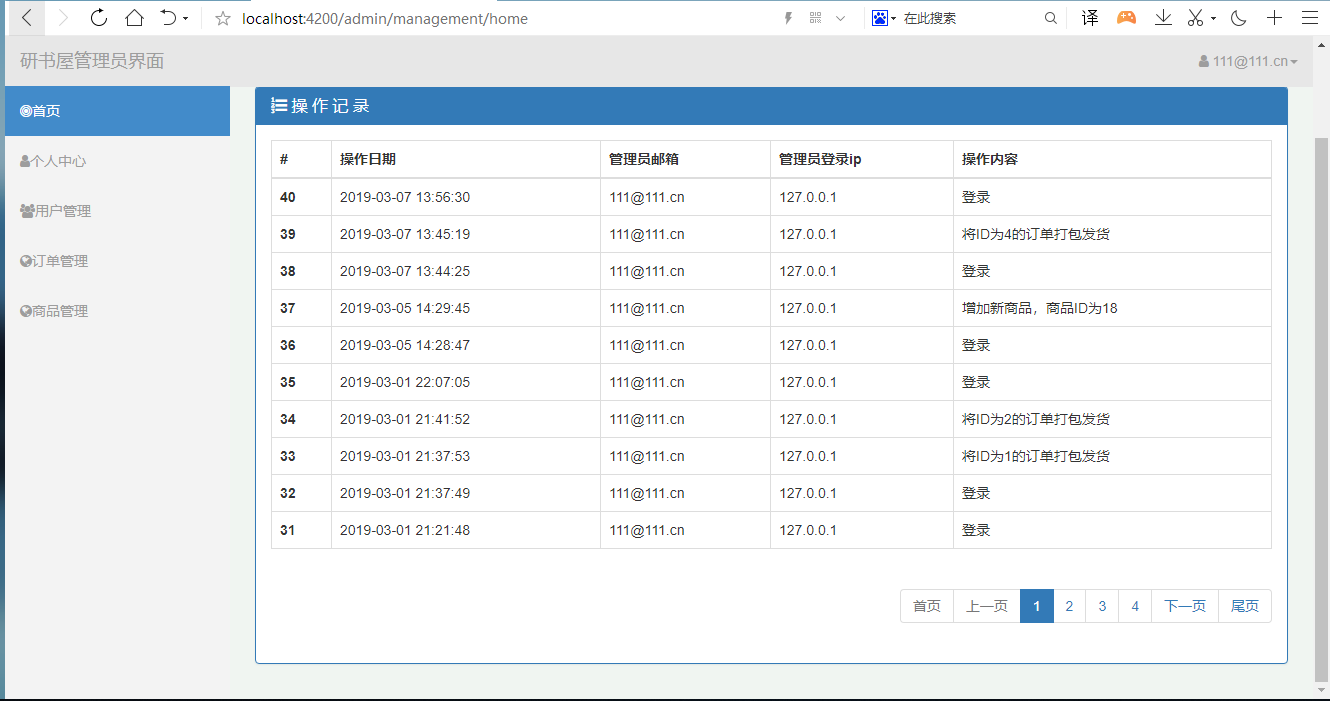 localhost:4200/admin/management/home 在此搜索 译
研书屋管理员界面 111@111.cn
首页
个人中心
用户管理
订单管理
商品管理
操作记录
# 操作日期 管理员邮箱 管理员登录ip 操作内容
40 2019-03-07 13:56:30 111@111.cn 127.0.0.1 登录
39 2019-03-07 13:45:19 111@111.cn 127.0.0.1 将ID为4的订单打包发货
38 2019-03-07 13:44:25 111@111.cn 127.0.0.1 登录
37 2019-03-05 14:29:45 111@111.cn 127.0.0.1 增加新商品，商品ID为18
36 2019-03-05 14:28:47 111@111.cn 127.0.0.1 登录
35 2019-03-01 22:07:05 111@111.cn 127.0.0.1 登录
34 2019-03-01 21:41:52 111@111.cn 127.0.0.1 将ID为2的订单打包发货
33 2019-03-01 21:37:53 111@111.cn 127.0.0.1 将ID为1的订单打包发货
32 2019-03-01 21:37:49 111@111.cn 127.0.0.1 登录
31 2019-03-01 21:21:48 111@111.cn 127.0.0.1 登录
首页 上一页 1 2 3 4 下一页 尾页